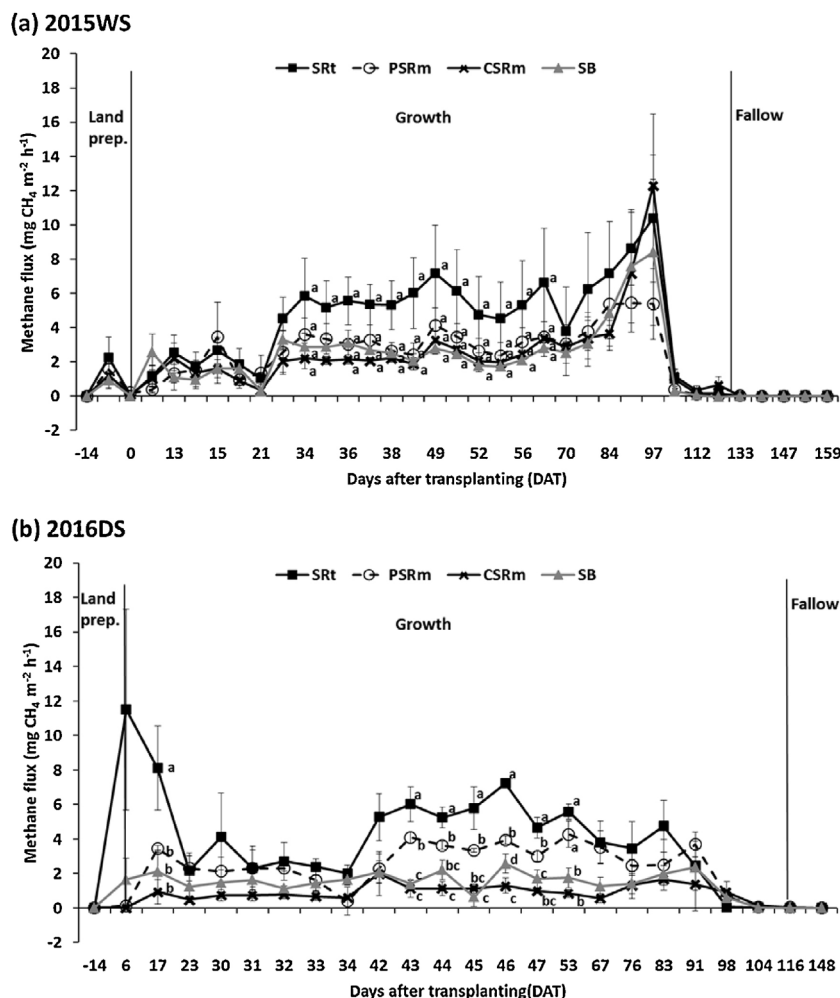 (a) 2015WS
20
18
16
14
12
10
8
6
4
2
0
-2
Methane flux (mg CH₄ m⁻² h⁻¹)
SRt PSRm CSRm SB
Land prep.
Growth
Fallow
a a a a a a a a a a a
a a a a a a a a a a a
a a a a a a a a a a a
-14 0 13 15 21 34 36 42 49 52 56 70 84 97 112 133 147 159
Days after transplanting (DAT)
(b) 2016DS
20
18
16
14
12
10
8
6
4
2
0
-2
Methane flux (mg CH₄ m⁻² h⁻¹)
SRt PSRm CSRm SB
Land
prep.
Growth
Fallow
a a a a a a a
b b b b b b a
b c bc c d bc b
b c c bc c bc b
-14 6 17 23 30 31 32 33 34 42 43 44 45 46 47 53 67 76 83 91 98 104 116 148
Days after transplanting(DAT)